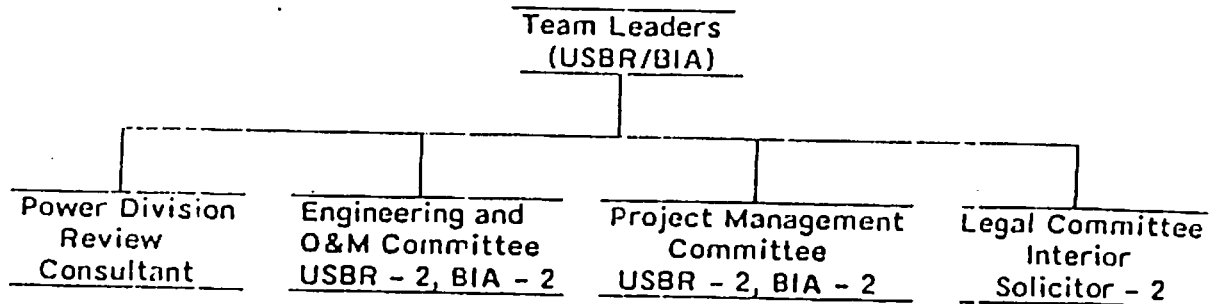 Team Leaders
(USBR/BIA)
Power Division
Review
Consultant
Engineering and
O&M Committee
USBR - 2, BIA - 2
Project Management
Committee
USBR - 2, BIA - 2
Legal Committee
Interior
Solicitor - 2